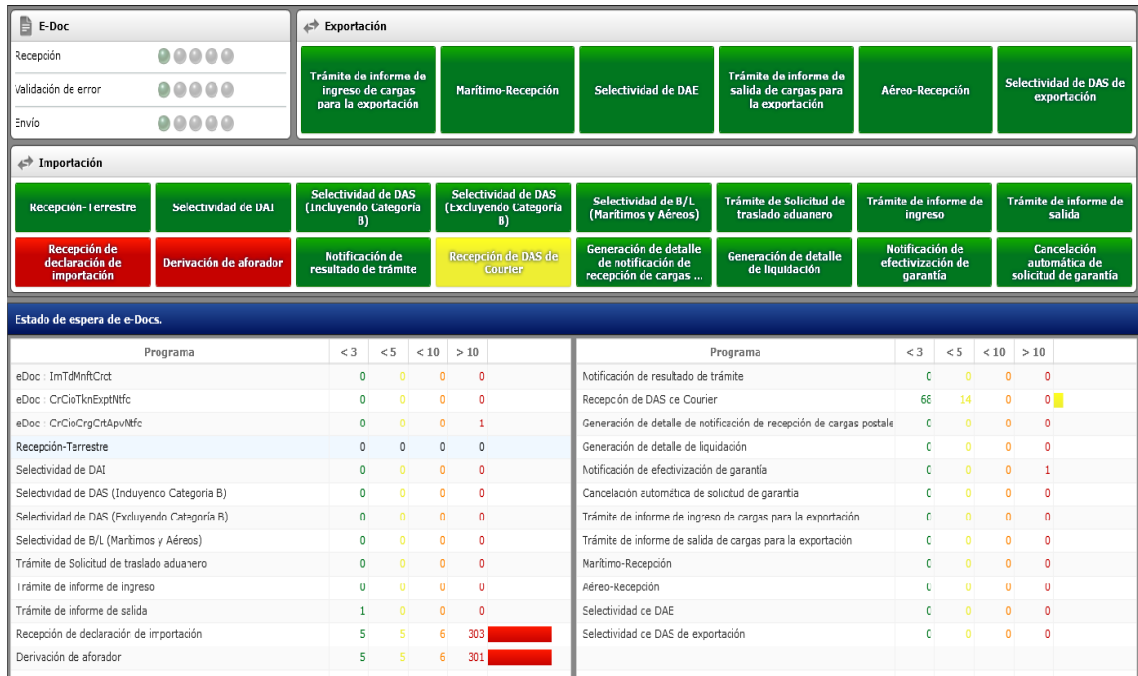 E-Doc
Recepción
Validación de error
Envío
Exportación
Trámite de informe de
ingreso de cargas
para la exportación
Marítimo-Recepción
Selectividad de DAE
Trámite de informe de
salida de cargas para
la exportación
Aéreo-Recepción
Selectividad de DAS de
exportación
Importación
Recepción-Terrestre
Selectividad de DAI
Selectividad de DAS
(Incluyendo Categoría
B)
Selectividad de DAS
(Excluyendo Categoría
B)
Selectividad de B/L
(Marítimos y Aéreos)
Trámite de Solicitud de
traslado aduanero
Trámite de informe de
ingreso
Trámite de informe de
salida
Recepción de
declaración de
importación
Derivación de aforador
Notificación de
resultado de trámite
Recepción de DAS de
Courier
Generación de detalle
de notificación de
recepción de cargas ...
Generación de detalle
de liquidación
Notificación de
efectivización de
garantía
Cancelación
automática de
solicitud de garantía
Estado de espera de e-Docs.
Programa < 3 < 5 < 10 > 10
eDoc : ImTdMnftCrct 0 0 0 0
eDoc : CrCioTknExptNtfc 0 0 0 0
eDoc : CrCioCrgCrtApvNtfc 0 0 0 1
Recepción-Terrestre 0 0 0 0
Selectividad de DAI 0 0 0 0
Selectividad de DAS (Incluyendo Categoria B) 0 0 0 0
Selectividad de DAS (Excluyendo Categoría B) 0 0 0 0
Selectividad de B/L (Marítimos y Aéreos) 0 0 0 0
Trámite de Solicitud de traslado aduanero 0 0 0 0
Trámite de informe de ingreso 0 0 0 0
Trámite de informe de salida 1 0 0 0
Recepción de declaración de importación 5 5 6 303
Derivación de aforador 5 5 6 301
Programa < 3 < 5 < 10 > 10
Notificación de resultado de trámite 0 0 0 0
Recepción de DAS de Courier 68 14 0 0
Generación de detalle de notificación de recepción de cargas postale 0 0 0 0
Generación de detalle de liquidación 0 0 0 0
Notificación de efectivización de garantía 0 0 0 1
Cancelación automática de solicitud de garantía 0 0 0 0
Trámite de informe de ingreso de cargas para la exportación 0 0 0 0
Trámite de informe de salida de cargas para la exportación 0 0 0 0
Marítimo-Recepción 0 0 0 0
Aéreo-Recepción 0 0 0 0
Selectividad de DAE 0 0 0 0
Selectividad de DAS de exportación 0 0 0 0